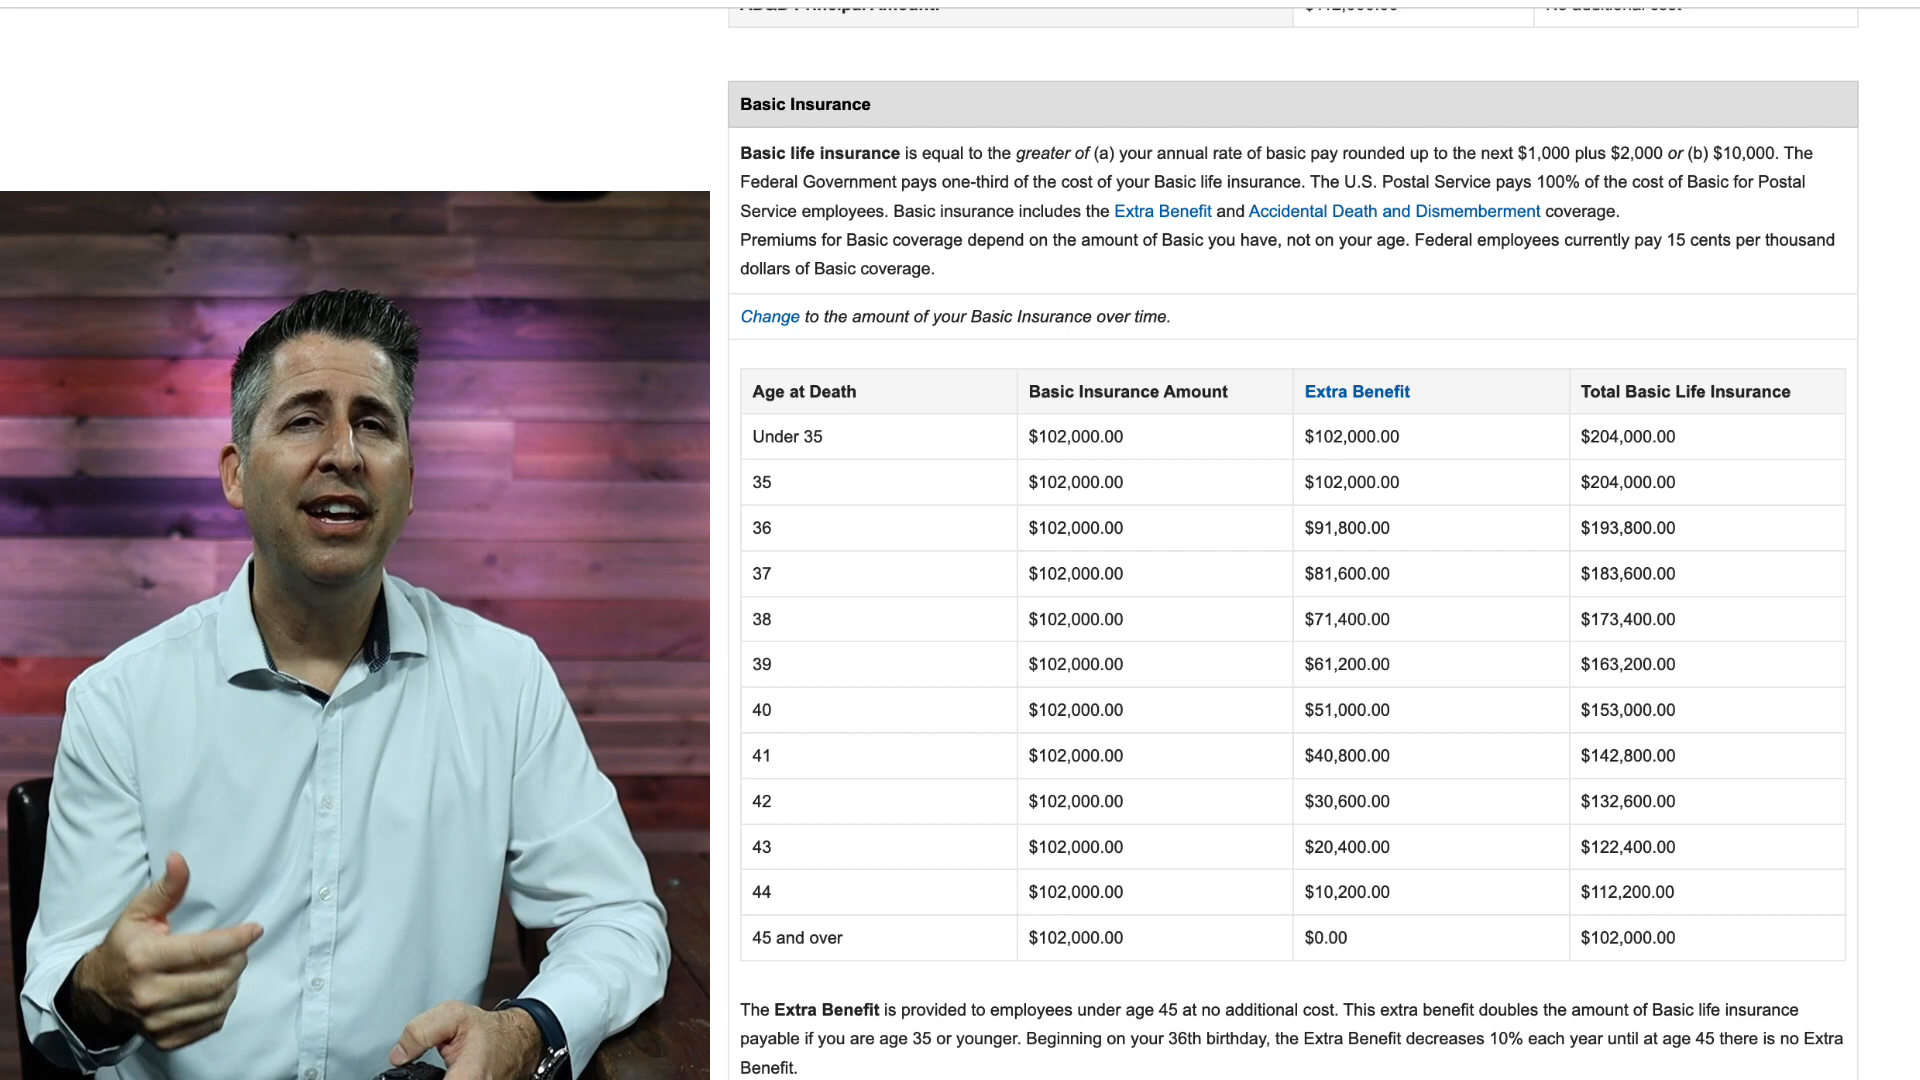 Basic Insurance
Basic life insurance is equal to the greater of (a) your annual rate of basic pay rounded up to the next $1,000 plus $2,000 or (b) $10,000. The
Federal Government pays one-third of the cost of your Basic life insurance. The U.S. Postal Service pays 100% of the cost of Basic for Postal
Service employees. Basic insurance includes the Extra Benefit and Accidental Death and Dismemberment coverage.
Premiums for Basic coverage depend on the amount of Basic you have, not on your age. Federal employees currently pay 15 cents per thousand
dollars of Basic coverage.
Change to the amount of your Basic Insurance over time.
Age at Death Basic Insurance Amount Extra Benefit Total Basic Life Insurance
Under 35 $102,000.00 $102,000.00 $204,000.00
35 $102,000.00 $102,000.00 $204,000.00
36 $102,000.00 $91,800.00 $193,800.00
37 $102,000.00 $81,600.00 $183,600.00
38 $102,000.00 $71,400.00 $173,400.00
39 $102,000.00 $61,200.00 $163,200.00
40 $102,000.00 $51,000.00 $153,000.00
41 $102,000.00 $40,800.00 $142,800.00
42 $102,000.00 $30,600.00 $132,600.00
43 $102,000.00 $20,400.00 $122,400.00
44 $102,000.00 $10,200.00 $112,200.00
45 and over $102,000.00 $0.00 $102,000.00
The Extra Benefit is provided to employees under age 45 at no additional cost. This extra benefit doubles the amount of Basic life insurance
payable if you are age 35 or younger. Beginning on your 36th birthday, the Extra Benefit decreases 10% each year until at age 45 there is no Extra
Benefit.